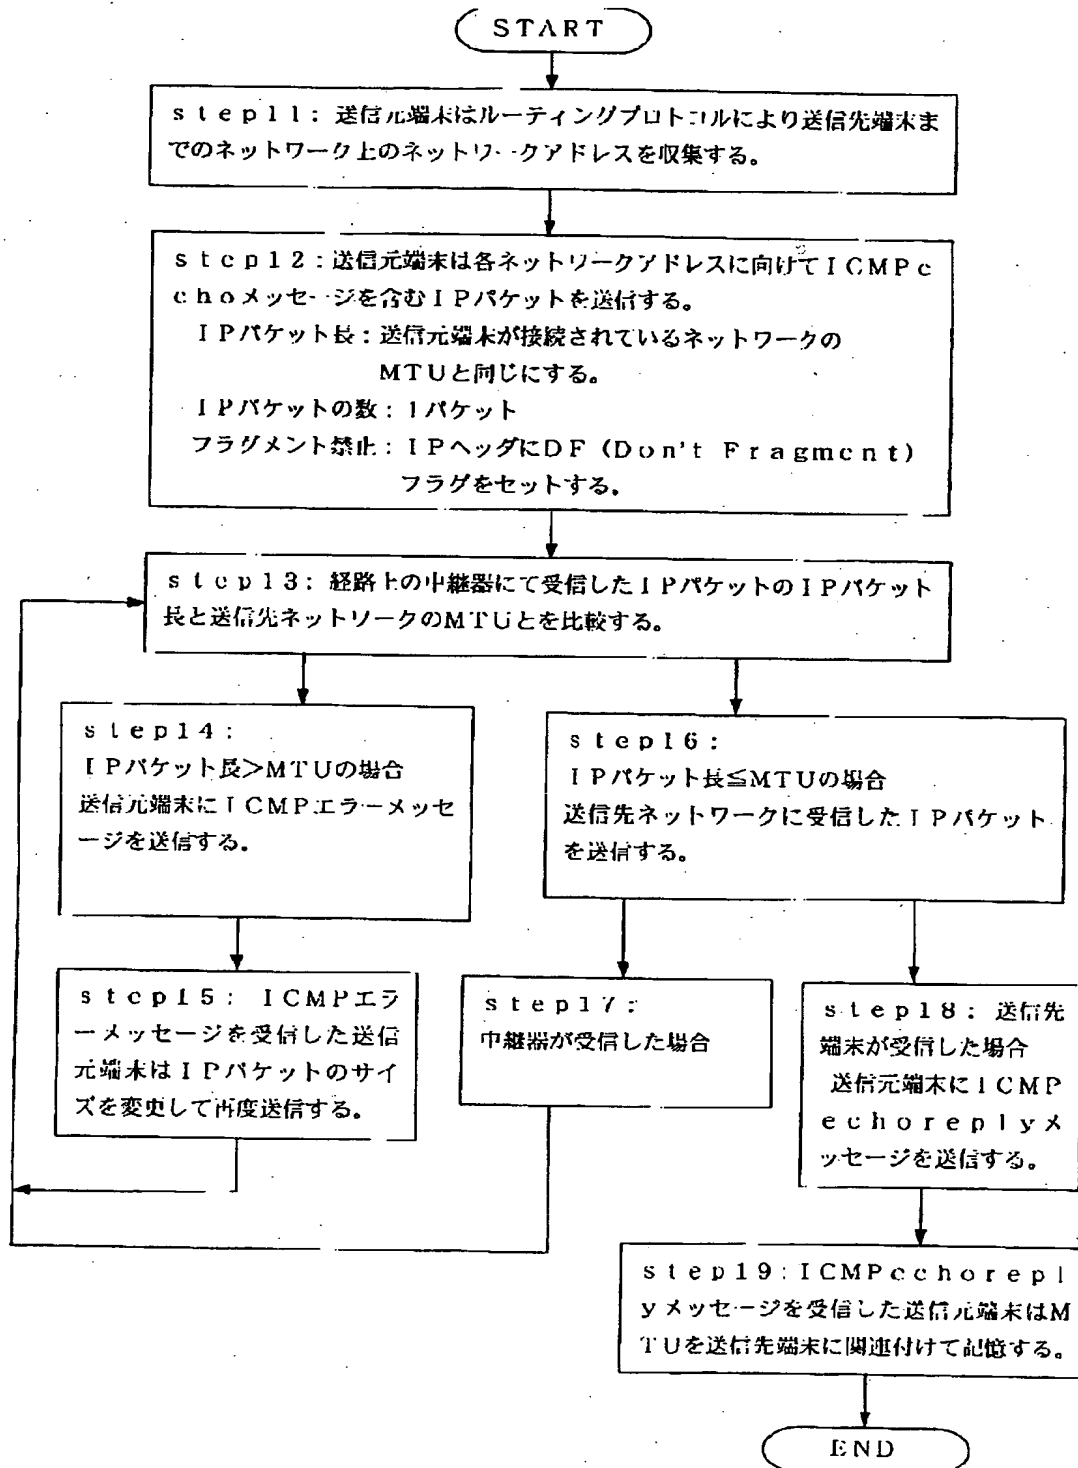 START
step11：送信元端末はルーティングプロトコルにより送信先端末ま
でのネットワーク上のネットワークアドレスを収集する。
step12：送信元端末は各ネットワークアドレスに向けてICMPe
choメッセージを含むIPパケットを送信する。
IPパケット長：送信元端末が接続されているネットワークの
MTUと同じにする。
IPパケットの数：1パケット
フラグメント禁止：IPヘッダにDF（Don't Fragment）
フラグをセットする。
step13：経路上の中継器にて受信したIPパケットのIPパケット
長と送信先ネットワークのMTUとを比較する。
step14：
IPパケット長＞MTUの場合
送信元端末にICMPエラーメッセ
ージを送信する。
step16：
IPパケット長≦MTUの場合
送信先ネットワークに受信したIPパケット
を送信する。
step15：ICMPエラ
ーメッセージを受信した送信
元端末はIPパケットのサイ
ズを変更して再度送信する。
step17：
中継器が受信した場合
step18：送信先
端末が受信した場合
送信元端末にICMP
echoreplyメ
ッセージを送信する。
step19：ICMPechorepl
yメッセージを受信した送信元端末はM
TUを送信先端末に関連付けて記憶する。
END